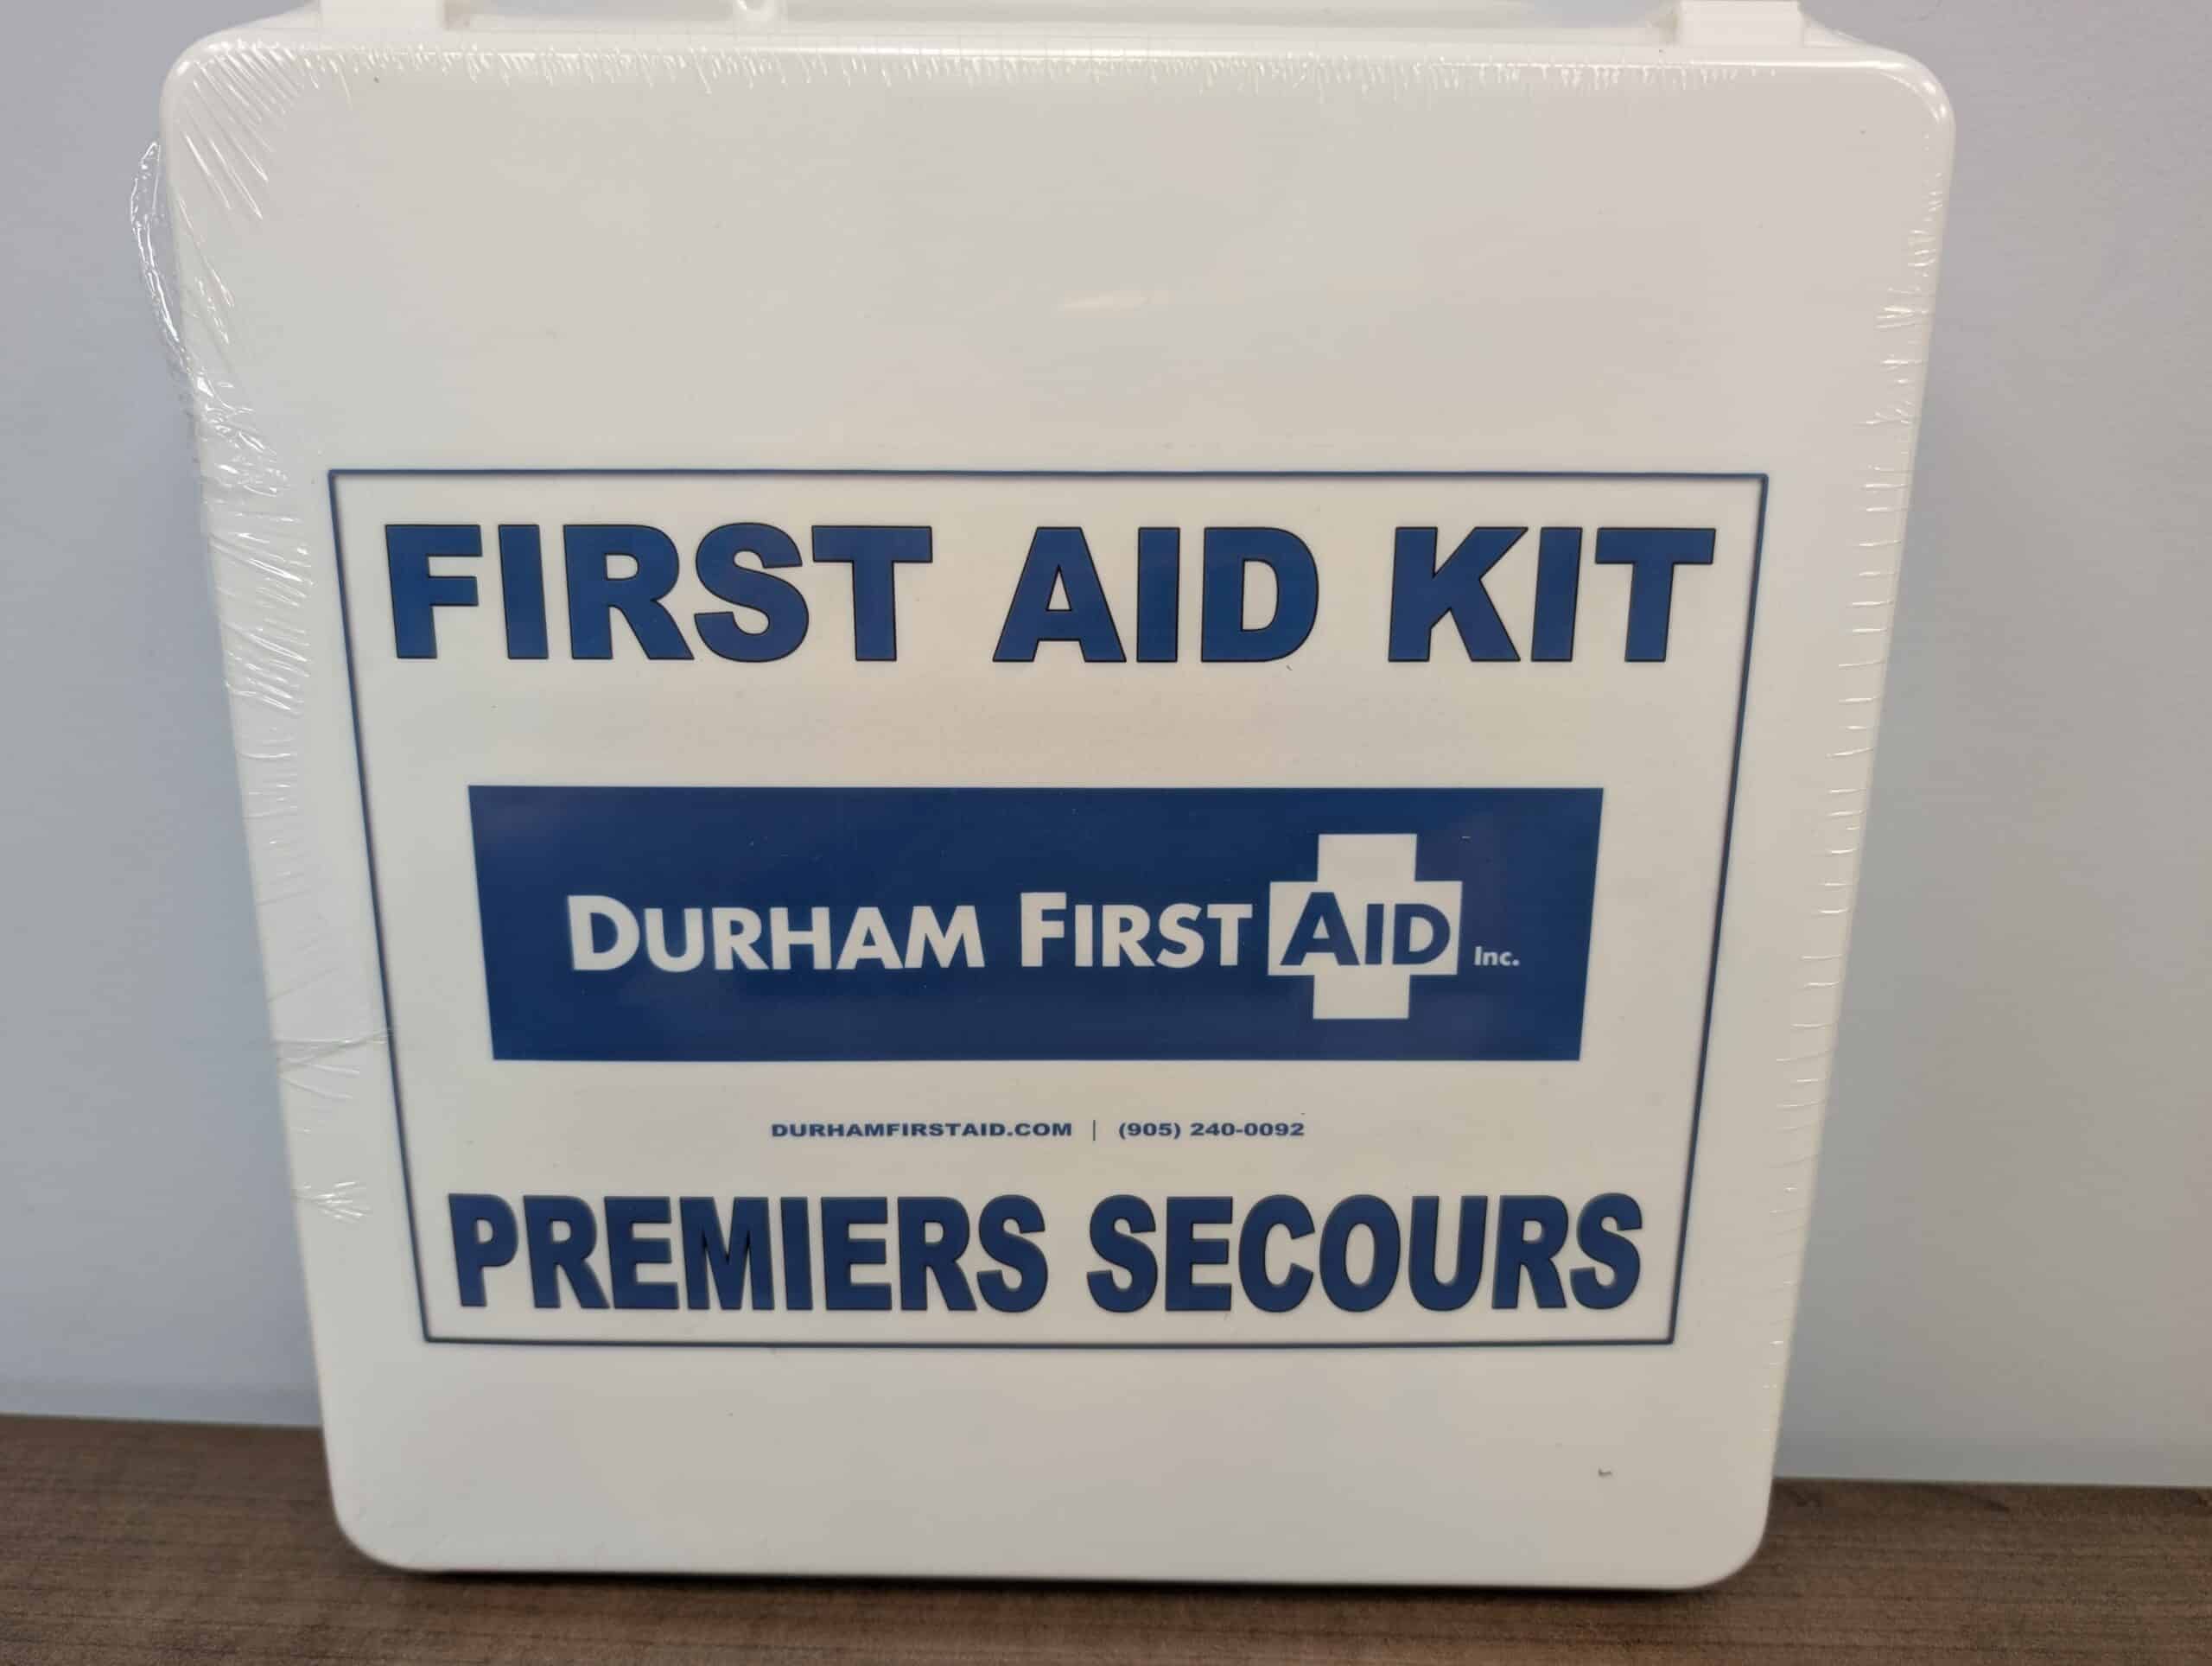 FIRST AID KIT
DURHAM FIRST AID Inc.
DURHAMFIRSTAID.COM | (905) 240-0092
PREMIERS SECOURS